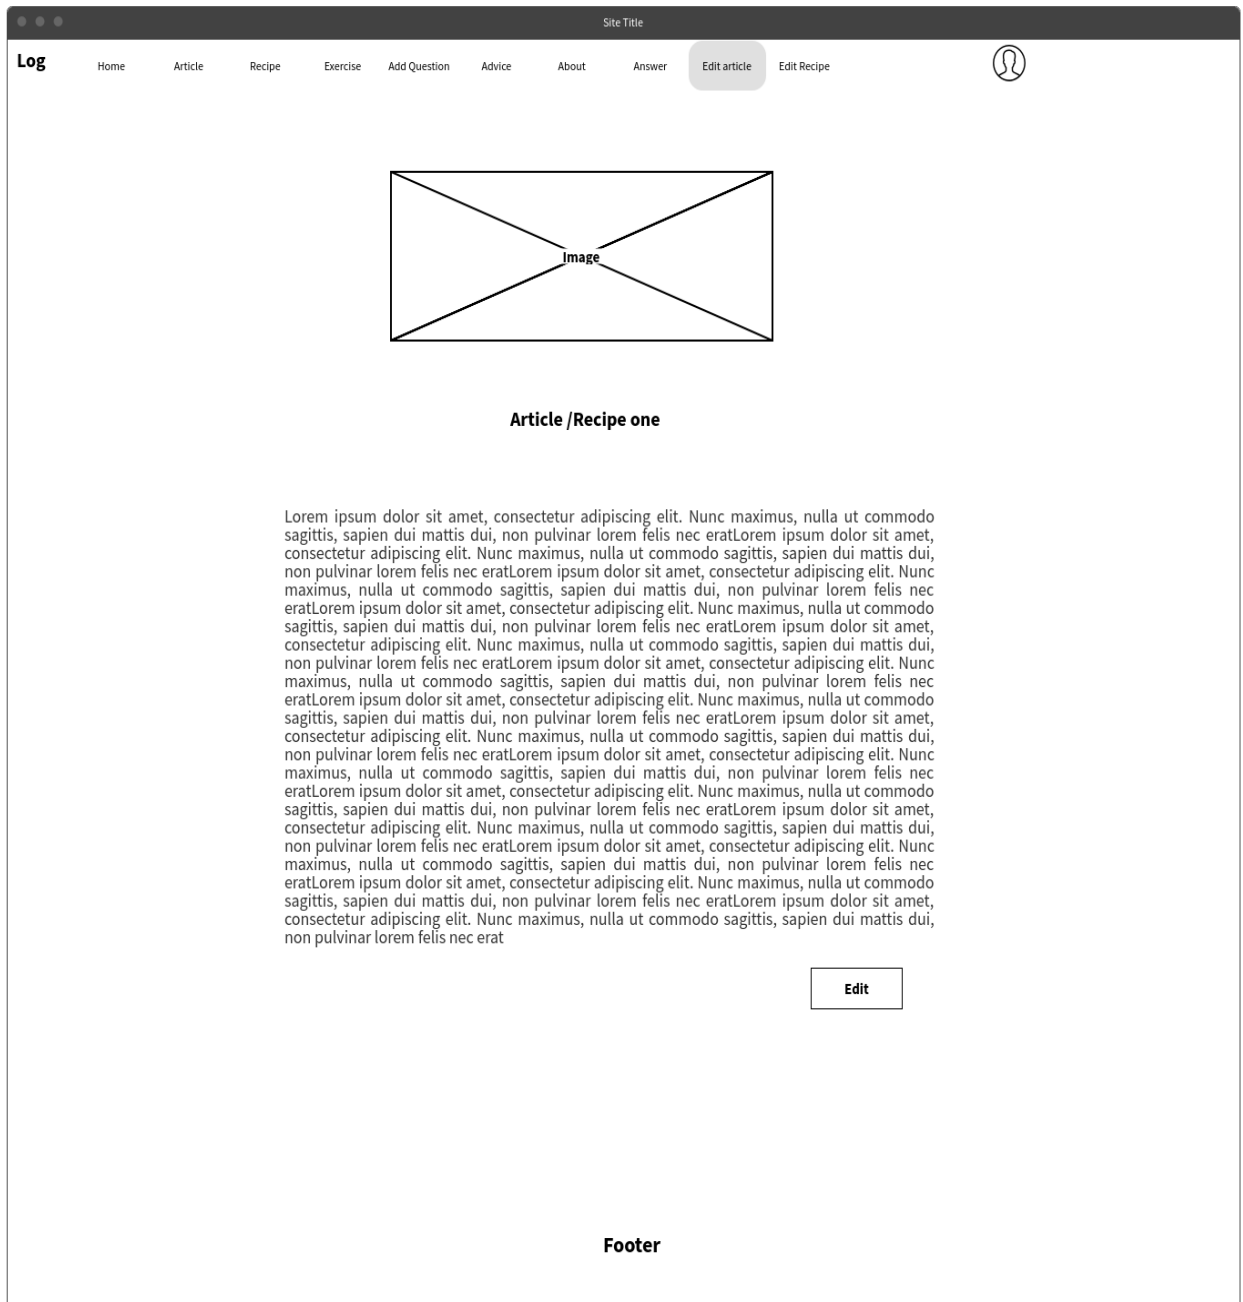 Site Title
Log
Home Article Recipe Exercise Add Question Advice About Answer Edit article Edit Recipe
Image
Article /Recipe one
Lorem ipsum dolor sit amet, consectetur adipiscing elit. Nunc maximus, nulla ut commodo
sagittis, sapien dui mattis dui, non pulvinar lorem felis nec eratLorem ipsum dolor sit amet,
consectetur adipiscing elit. Nunc maximus, nulla ut commodo sagittis, sapien dui mattis dui,
non pulvinar lorem felis nec eratLorem ipsum dolor sit amet, consectetur adipiscing elit. Nunc
maximus, nulla ut commodo sagittis, sapien dui mattis dui, non pulvinar lorem felis nec
eratLorem ipsum dolor sit amet, consectetur adipiscing elit. Nunc maximus, nulla ut commodo
sagittis, sapien dui mattis dui, non pulvinar lorem felis nec eratLorem ipsum dolor sit amet,
consectetur adipiscing elit. Nunc maximus, nulla ut commodo sagittis, sapien dui mattis dui,
non pulvinar lorem felis nec eratLorem ipsum dolor sit amet, consectetur adipiscing elit. Nunc
maximus, nulla ut commodo sagittis, sapien dui mattis dui, non pulvinar lorem felis nec
eratLorem ipsum dolor sit amet, consectetur adipiscing elit. Nunc maximus, nulla ut commodo
sagittis, sapien dui mattis dui, non pulvinar lorem felis nec eratLorem ipsum dolor sit amet,
consectetur adipiscing elit. Nunc maximus, nulla ut commodo sagittis, sapien dui mattis dui,
non pulvinar lorem felis nec eratLorem ipsum dolor sit amet, consectetur adipiscing elit. Nunc
maximus, nulla ut commodo sagittis, sapien dui mattis dui, non pulvinar lorem felis nec
eratLorem ipsum dolor sit amet, consectetur adipiscing elit. Nunc maximus, nulla ut commodo
sagittis, sapien dui mattis dui, non pulvinar lorem felis nec eratLorem ipsum dolor sit amet,
consectetur adipiscing elit. Nunc maximus, nulla ut commodo sagittis, sapien dui mattis dui,
non pulvinar lorem felis nec eratLorem ipsum dolor sit amet, consectetur adipiscing elit. Nunc
maximus, nulla ut commodo sagittis, sapien dui mattis dui, non pulvinar lorem felis nec
eratLorem ipsum dolor sit amet, consectetur adipiscing elit. Nunc maximus, nulla ut commodo
sagittis, sapien dui mattis dui, non pulvinar lorem felis nec eratLorem ipsum dolor sit amet,
consectetur adipiscing elit. Nunc maximus, nulla ut commodo sagittis, sapien dui mattis dui,
non pulvinar lorem felis nec erat
Edit
Footer